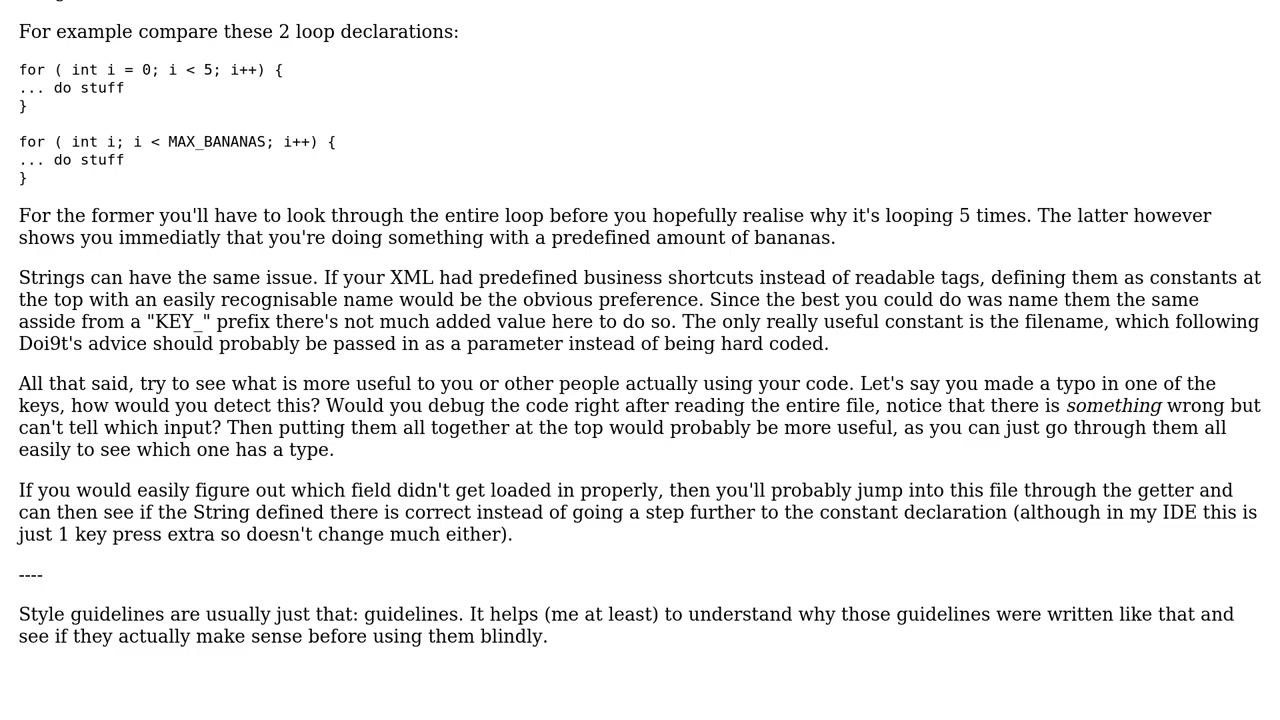 For example compare these 2 loop declarations:
for ( int i = 0; i < 5; i++) {
... do stuff
}
for ( int i; i < MAX_BANANAS; i++) {
... do stuff
}
For the former you'll have to look through the entire loop before you hopefully realise why it's looping 5 times. The latter however
shows you immediatly that you're doing something with a predefined amount of bananas.
Strings can have the same issue. If your XML had predefined business shortcuts instead of readable tags, defining them as constants at
the top with an easily recognisable name would be the obvious preference. Since the best you could do was name them the same
asside from a "KEY_" prefix there's not much added value here to do so. The only really useful constant is the filename, which following
Doi9t's advice should probably be passed in as a parameter instead of being hard coded.
All that said, try to see what is more useful to you or other people actually using your code. Let's say you made a typo in one of the
keys, how would you detect this? Would you debug the code right after reading the entire file, notice that there is something wrong but
can't tell which input? Then putting them all together at the top would probably be more useful, as you can just go through them all
easily to see which one has a type.
If you would easily figure out which field didn't get loaded in properly, then you'll probably jump into this file through the getter and
can then see if the String defined there is correct instead of going a step further to the constant declaration (although in my IDE this is
just 1 key press extra so doesn't change much either).
----
Style guidelines are usually just that: guidelines. It helps (me at least) to understand why those guidelines were written like that and
see if they actually make sense before using them blindly.